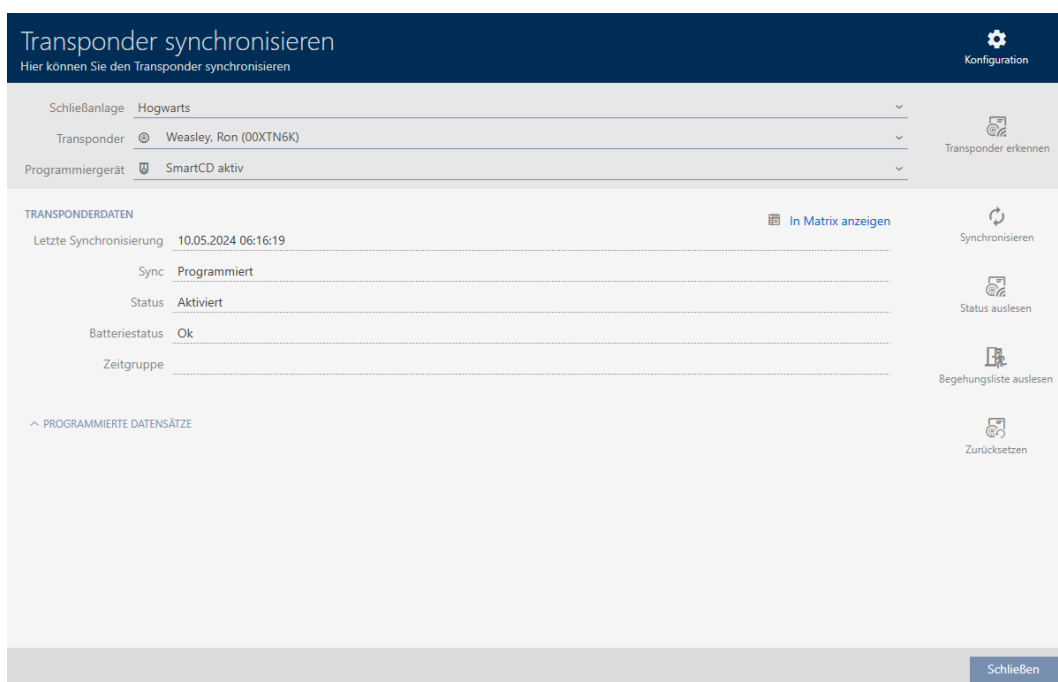 Transponder synchronisieren
Hier können Sie den Transponder synchronisieren
Konfiguration
Schließanlage Hogwarts
Transponder Weasley, Ron (00XTN6K)
Programmiergerät SmartCD aktiv
Transponder erkennen
TRANSPONDERDATEN
In Matrix anzeigen
Letzte Synchronisierung 10.05.2024 06:16:19
Sync Programmiert
Status Aktiviert
Batteriestatus Ok
Zeitgruppe
PROGRAMMIERTE DATENSÄTZE
Synchronisieren
Status auslesen
Begehungsliste auslesen
Zurücksetzen
Schließen